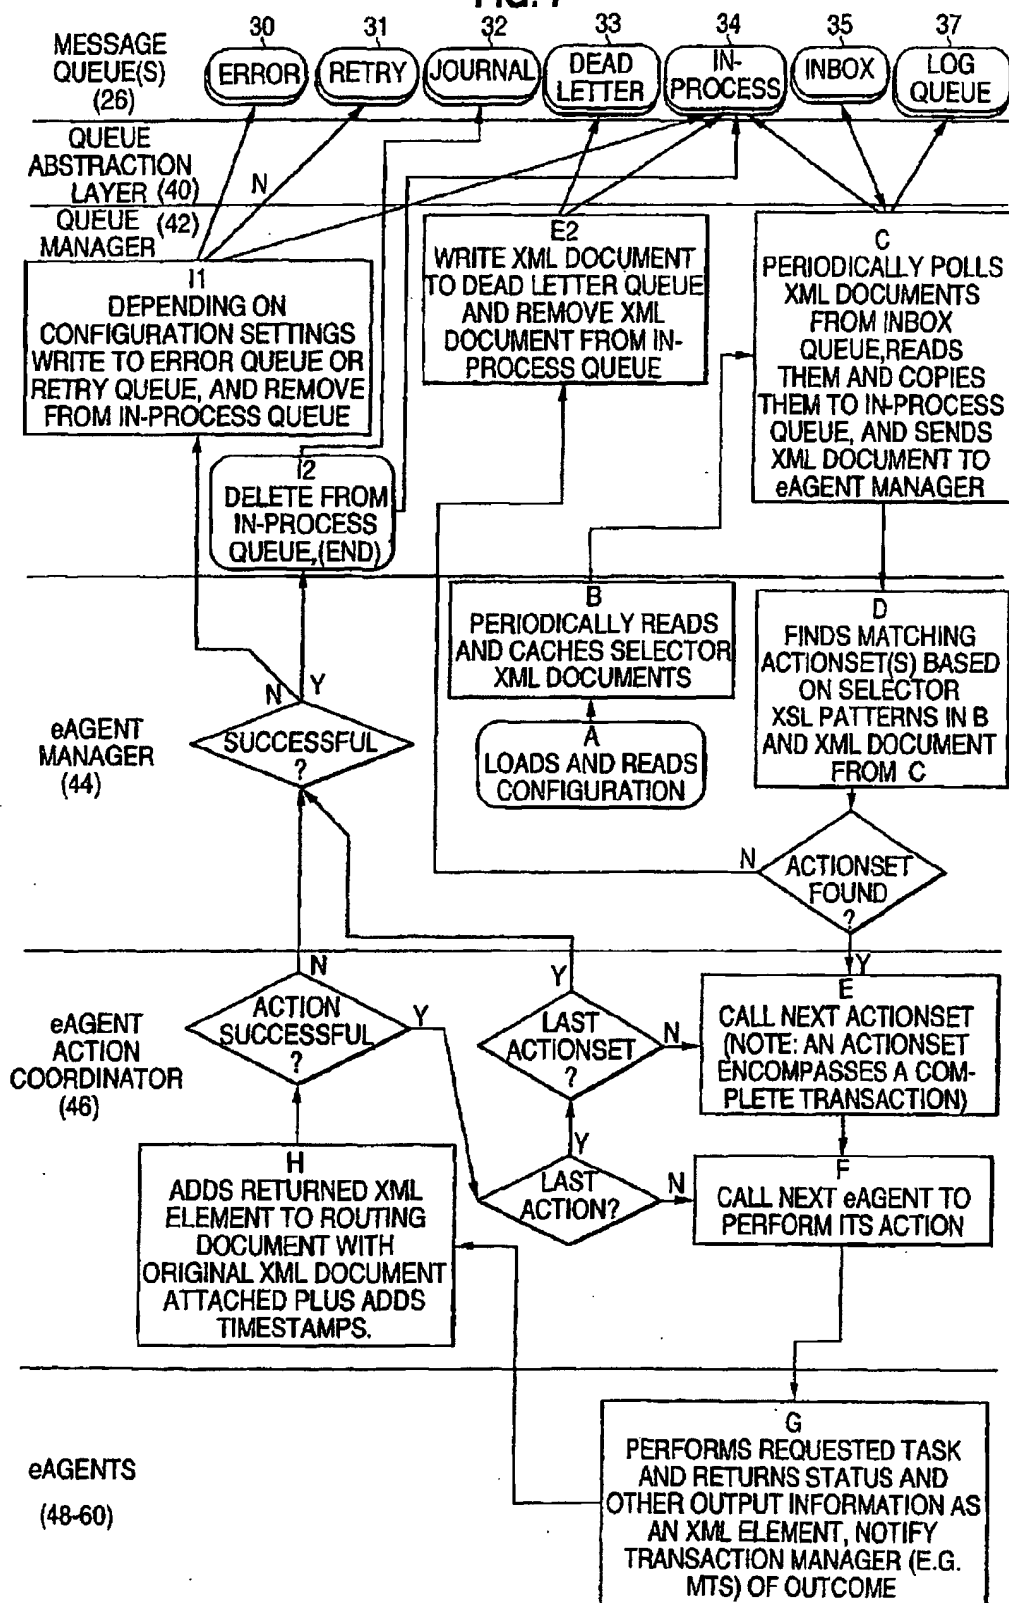 FIG. 7
30
31
32
33
34
35
37
MESSAGE
QUEUE(S)
(26)
ERROR
RETRY
JOURNAL
DEAD
LETTER
IN-
PROCESS
INBOX
LOG
QUEUE
QUEUE
ABSTRACTION
LAYER (40)
N
QUEUE (42)
MANAGER
I1
DEPENDING ON
CONFIGURATION SETTINGS
WRITE TO ERROR QUEUE OR
RETRY QUEUE, AND REMOVE
FROM IN-PROCESS QUEUE
E2
WRITE XML DOCUMENT
TO DEAD LETTER QUEUE
AND REMOVE XML
DOCUMENT FROM IN-
PROCESS QUEUE
C
PERIODICALLY POLLS
XML DOCUMENTS
FROM INBOX
QUEUE,READS
THEM AND COPIES
THEM TO IN-PROCESS
QUEUE, AND SENDS
XML DOCUMENT TO
eAGENT MANAGER
I2
DELETE FROM
IN-PROCESS
QUEUE,(END)
B
PERIODICALLY READS
AND CACHES SELECTOR
XML DOCUMENTS
D
FINDS MATCHING
ACTIONSET(S) BASED
ON SELECTOR
XSL PATTERNS IN B
AND XML DOCUMENT
FROM C
N
Y
eAGENT
MANAGER
(44)
SUCCESSFUL
?
A
LOADS AND READS
CONFIGURATION
N
ACTIONSET
FOUND
?
Y
N
Y
eAGENT
ACTION
COORDINATOR
(46)
ACTION
SUCCESSFUL
?
Y
LAST
ACTIONSET
?
N
E
CALL NEXT ACTIONSET
(NOTE: AN ACTIONSET
ENCOMPASSES A COM-
PLETE TRANSACTION)
Y
H
ADDS RETURNED XML
ELEMENT TO ROUTING
DOCUMENT WITH
ORIGINAL XML DOCUMENT
ATTACHED PLUS ADDS
TIMESTAMPS.
LAST
ACTION?
N
F
CALL NEXT eAGENT TO
PERFORM ITS ACTION
eAGENTS
(48-60)
G
PERFORMS REQUESTED TASK
AND RETURNS STATUS AND
OTHER OUTPUT INFORMATION AS
AN XML ELEMENT, NOTIFY
TRANSACTION MANAGER (E.G.
MTS) OF OUTCOME